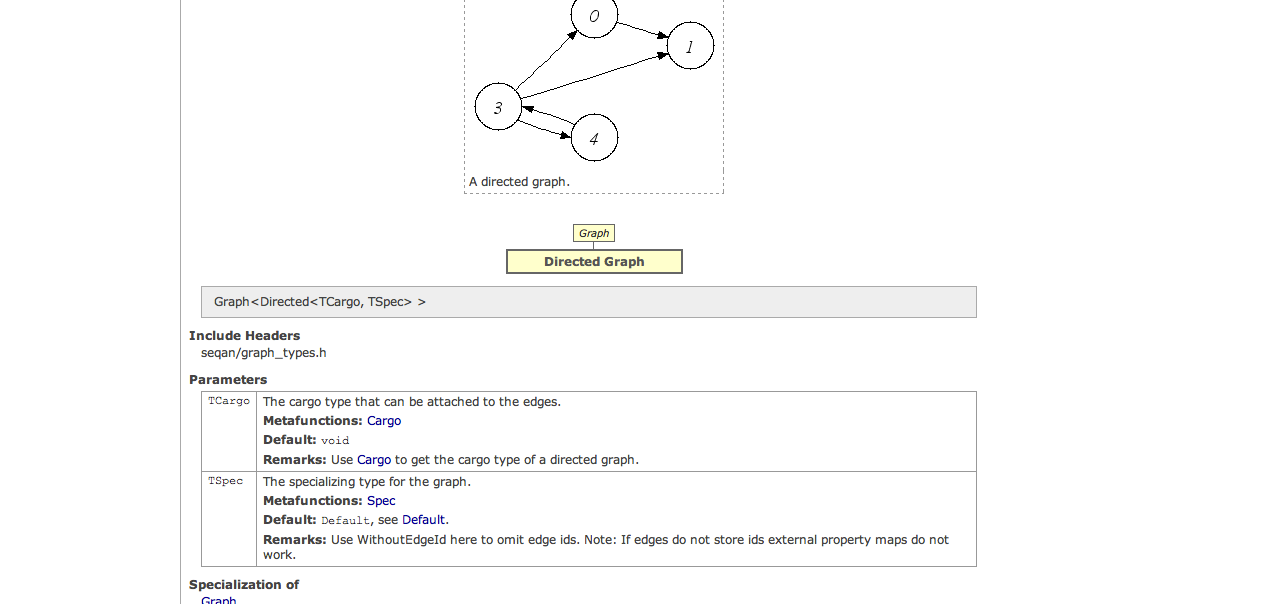 0
1
3
4
A directed graph.
Graph
Directed Graph
Graph<Directed<TCargo, TSpec> >
Include Headers
seqan/graph_types.h
Parameters
TCargo The cargo type that can be attached to the edges.
Metafunctions: Cargo
Default: void
Remarks: Use Cargo to get the cargo type of a directed graph.
TSpec The specializing type for the graph.
Metafunctions: Spec
Default: Default, see Default.
Remarks: Use WithoutEdgeId here to omit edge ids. Note: If edges do not store ids external property maps do not
work.
Specialization of
Graph